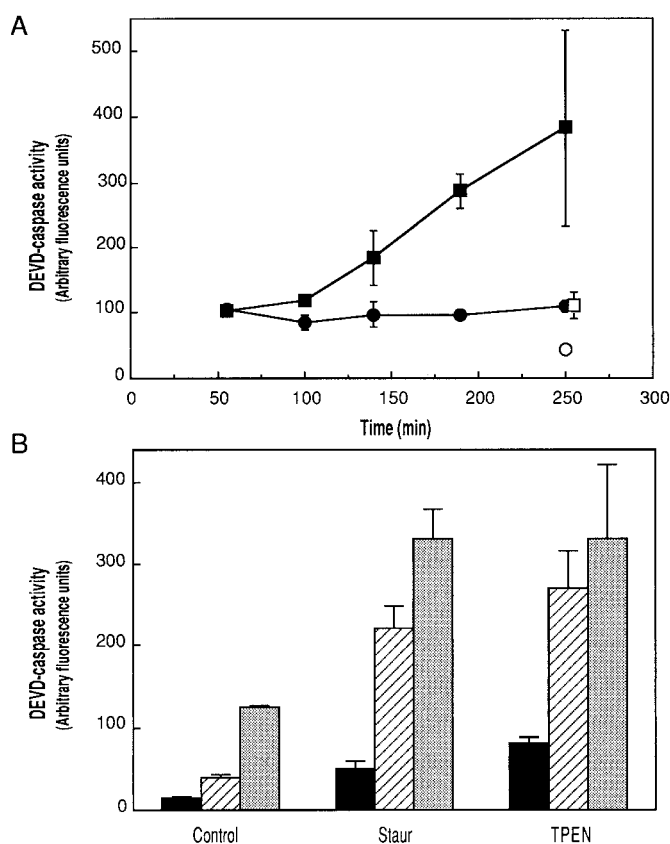 A
DEVD-caspase activity
(Arbitrary fluorescence units)
500
400
300
200
100
0
0 50 100 150 200 250 300
Time (min)
B
DEVD-caspase activity
(Arbitrary fluorescence units)
400
300
200
100
0
Control Staur TPEN